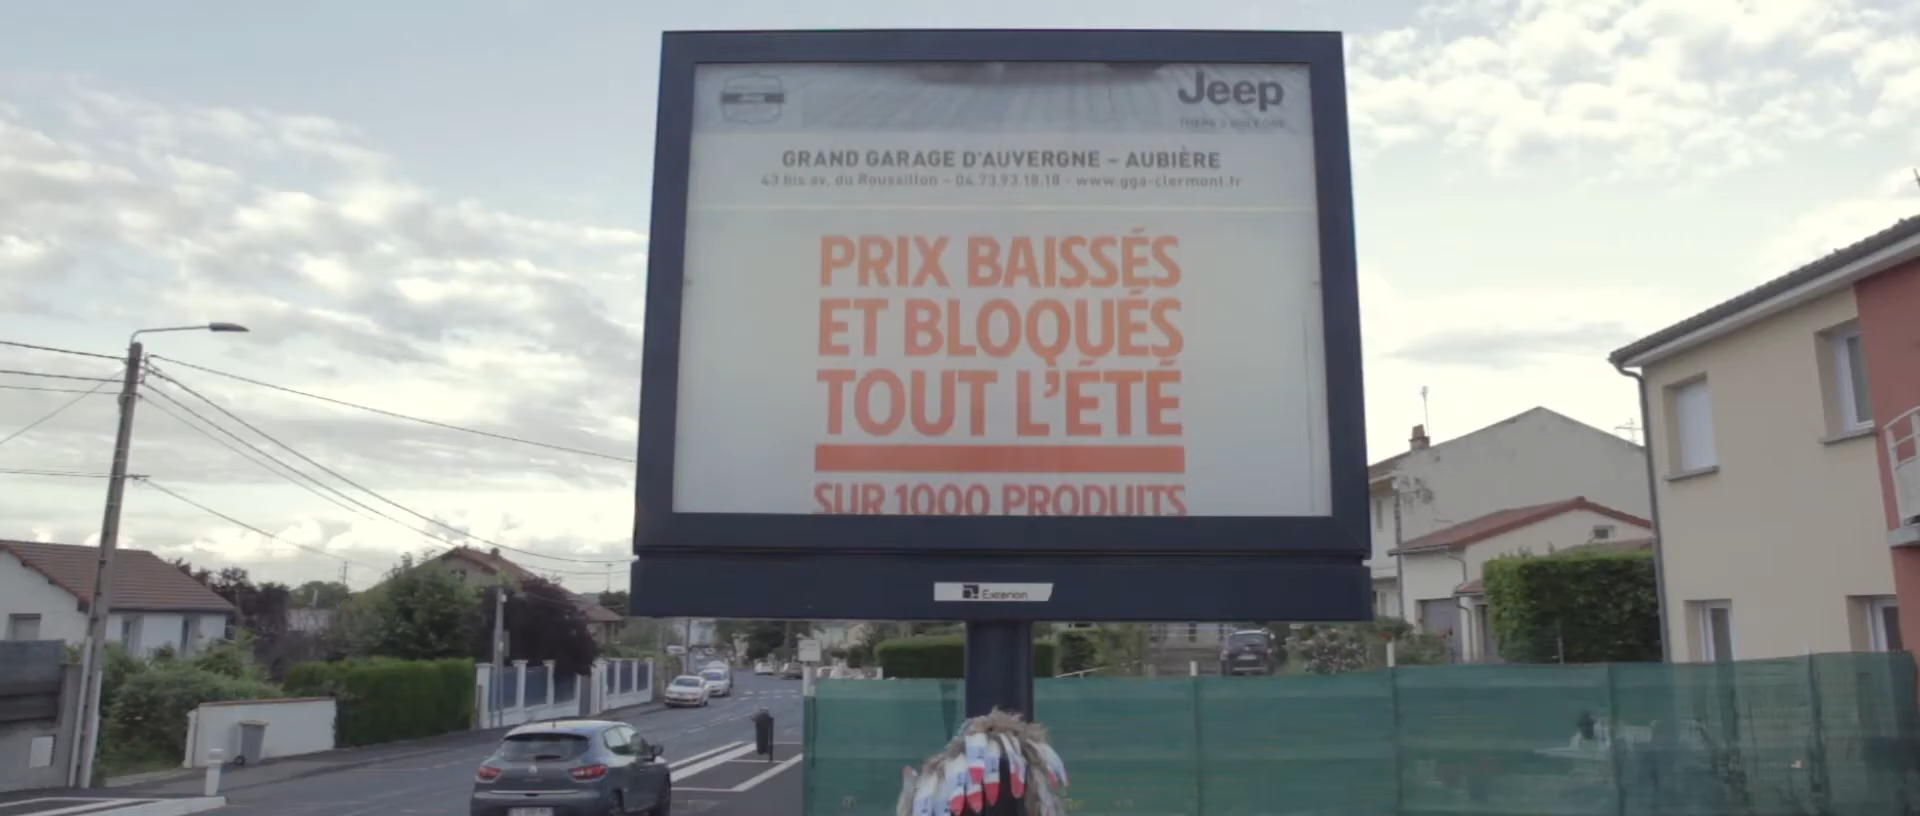 Jeep
GRAND GARAGE D'AUVERGNE - AUBIÈRE
43 bis av. du Roussillon - 04.73.93.18.18 - www.gga-clermont.fr
PRIX BAISSÉS
ET BLOQUÉS
TOUT L'ÉTÉ
SUR 1000 PRODUITS
Exterion